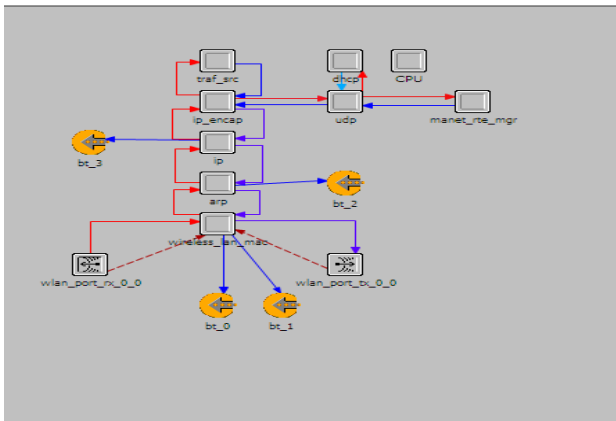 traf_src
dhcp
CPU
ip_encap
udp
manet_rte_mgr
ip
bt_3
arp
bt_2
wireless_lan_mac
wlan_port_rx_0_0
wlan_port_tx_0_0
bt_0
bt_1